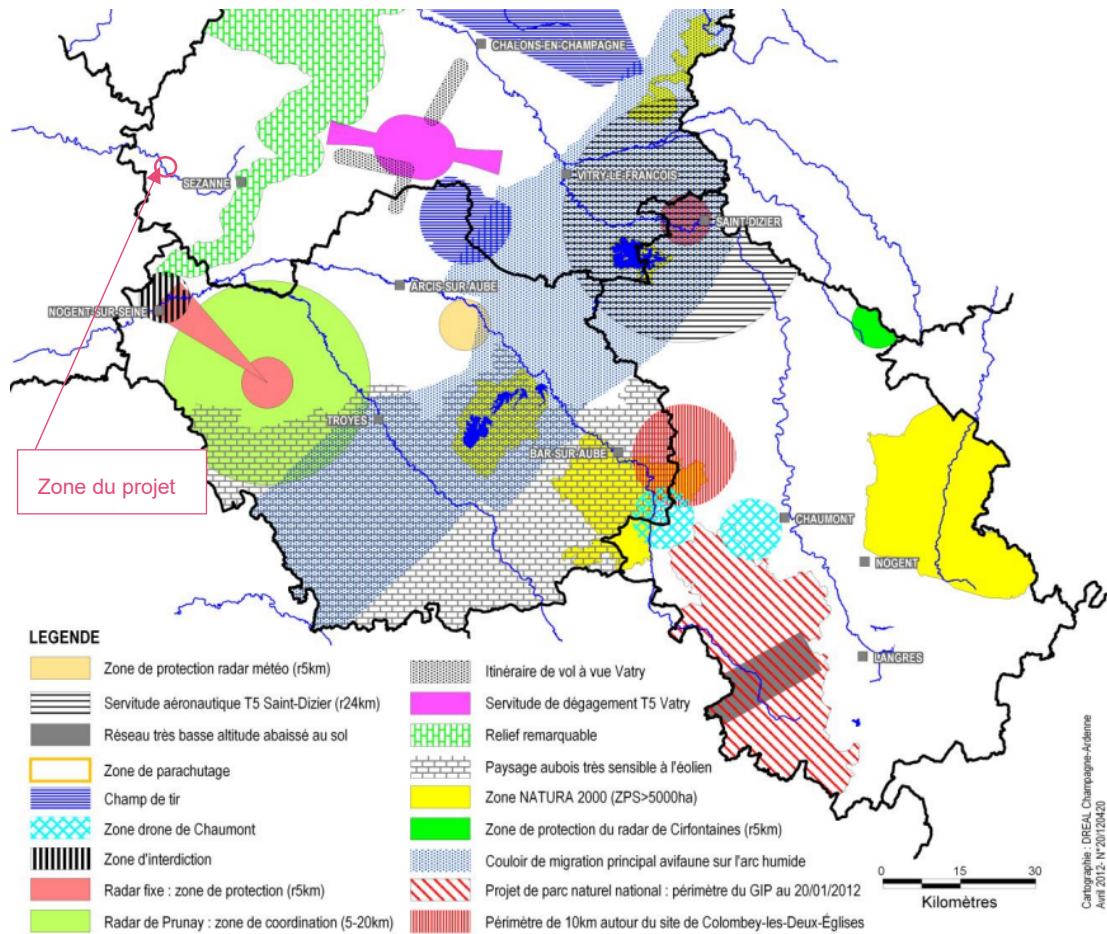 CHALONS-EN-CHAMPAGNE
VITRY-LE-FRANCOIS
SEZANNE
SAINT-DIZIER
ARCIS-SUR-AUBE
NOGENT-SUR-SEINE
TROYES
BAR-SUR-AUBE
Zone du projet
CHAUMONT
NOGENT
LANGRES
LEGENDE
Zone de protection radar météo (r5km)
Servitude aéronautique T5 Saint-Dizier (r24km)
Réseau très basse altitude abaissé au sol
Zone de parachutage
Champ de tir
Zone drone de Chaumont
Zone d'interdiction
Radar fixe : zone de protection (r5km)
Radar de Prunay : zone de coordination (5-20km)
Itinéraire de vol à vue Vatry
Servitude de dégagement T5 Vatry
Relief remarquable
Paysage aubois très sensible à l'éolien
Zone NATURA 2000 (ZPS>5000ha)
Zone de protection du radar de Cirfontaines (r5km)
Couloir de migration principal avifaune sur l'arc humide
Projet de parc naturel national : périmètre du GIP au 20/01/2012
Périmètre de 10km autour du site de Colombey-les-Deux-Églises
0 15 30
Kilomètres
Cartographie : DREAL Champagne-Ardenne
Avril 2012- N°20/120420